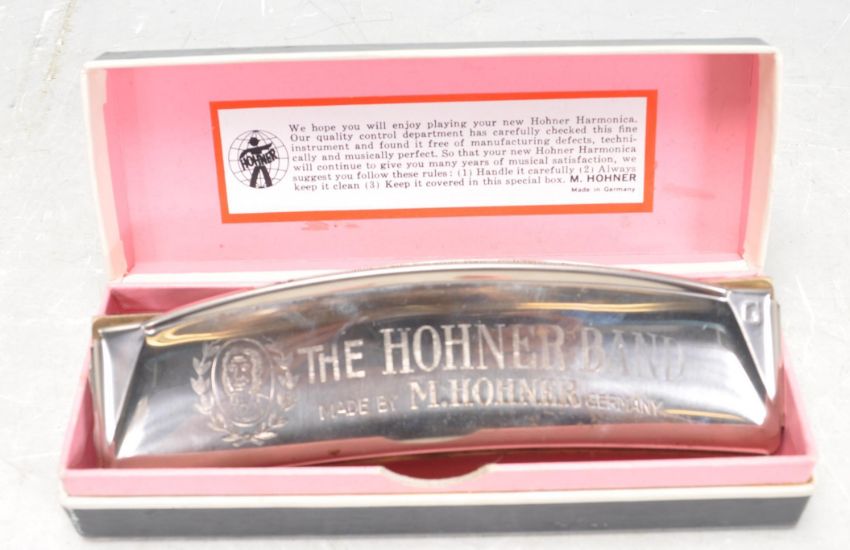 We hope you will enjoy playing your new Hohner Harmonica.
Our quality control department has carefully checked this fine
instrument and found it free of manufacturing defects, techni-
cally and musically perfect. So that your new Hohner Harmonica
will continue to give you many years of musical satisfaction, we
suggest you follow these rules: (1) Handle it carefully (2) Always
keep it clean (3) Keep it covered in this special box. M. HOHNER
Made in Germany
HOHNER
THE HOHNER BAND
MADE BY M. HOHNER GERMANY